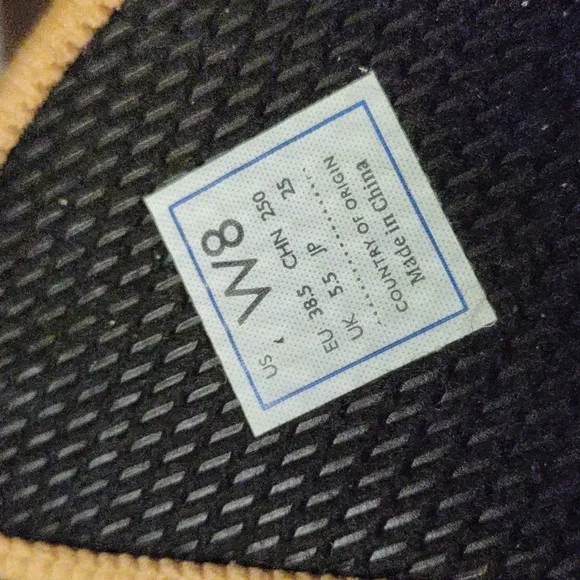 US W8
EU 38.5 CHN 250
UK 5.5 JP 25
COUNTRY OF ORIGIN
Made in China